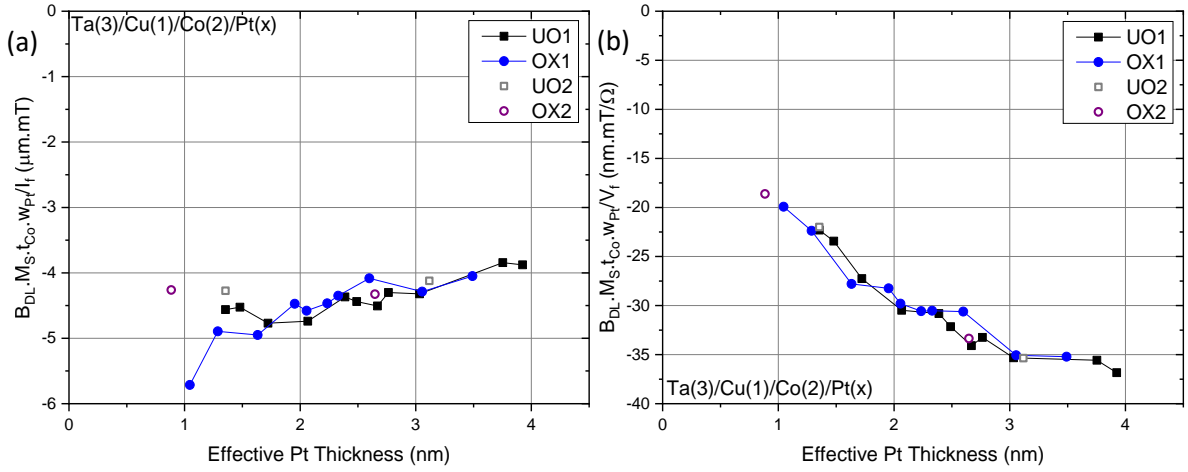 (a)
Ta(3)/Cu(1)/Co(2)/Pt(x)
UO1
OX1
UO2
OX2
0
-1
-2
-3
-4
-5
-6
B_DL.M_S.t_Co.w_Pt/I_f (μm.mT)
0 1 2 3 4
Effective Pt Thickness (nm)
(b)
UO1
OX1
UO2
OX2
0
-5
-10
-15
-20
-25
-30
-35
-40
B_DL.M_S.t_Co.w_Pt/V_f (nm.mT/Ω)
Ta(3)/Cu(1)/Co(2)/Pt(x)
0 1 2 3 4
Effective Pt Thickness (nm)